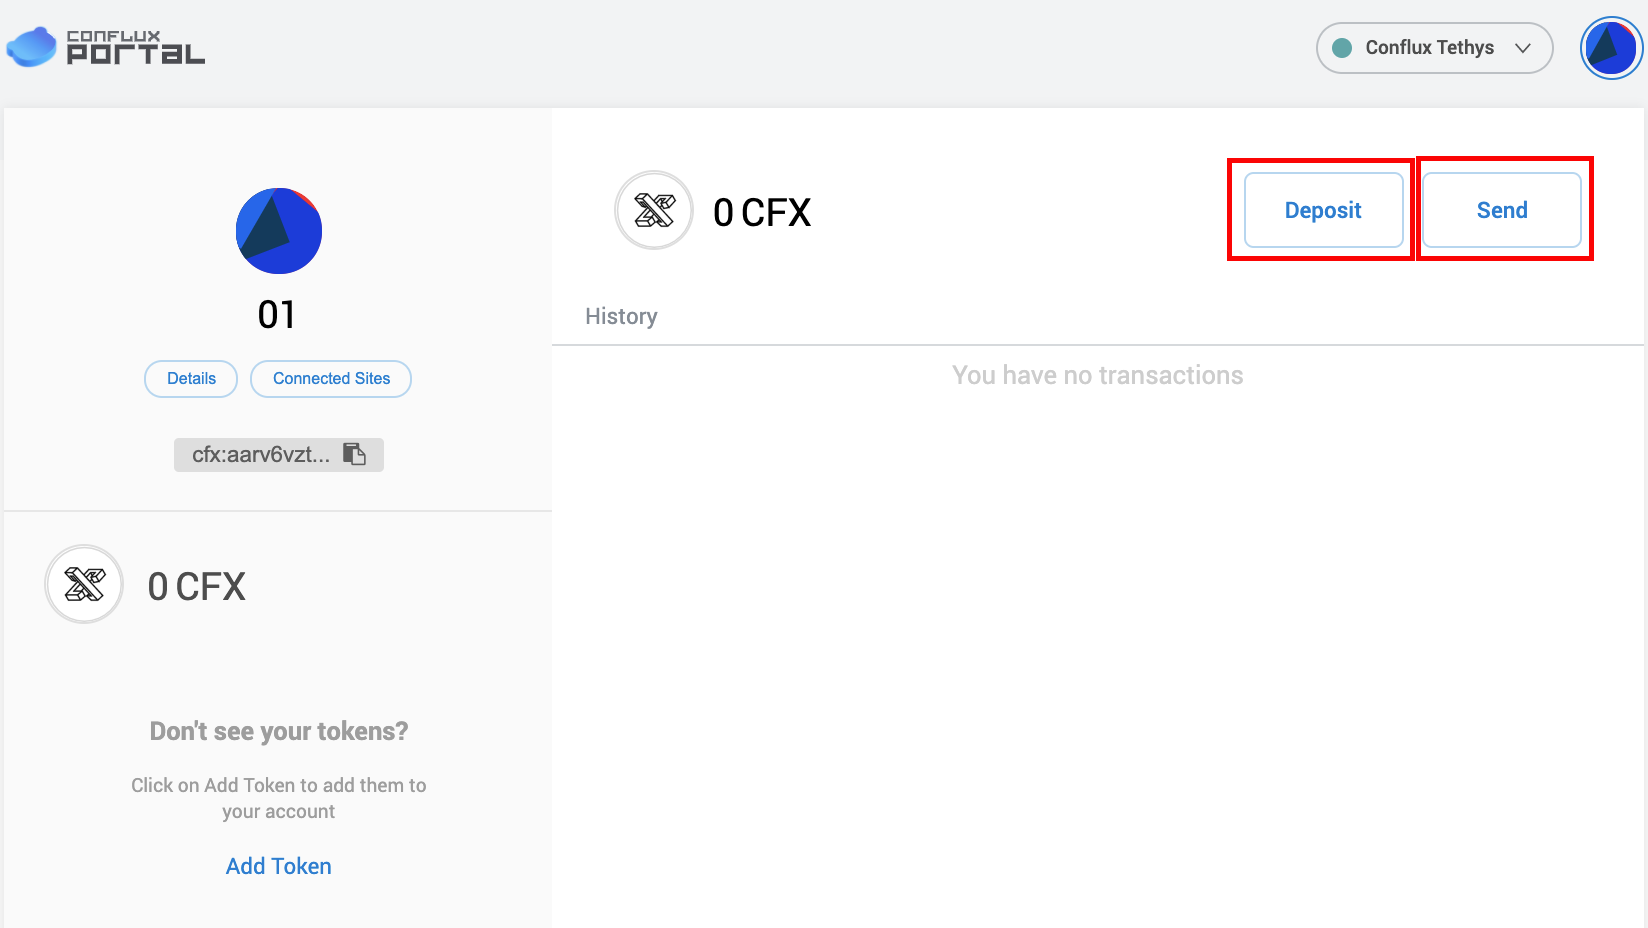 CONFLUX
PORTAL
Conflux Tethys
01
Details
Connected Sites
cfx:aarv6vzt...
0 CFX
Don't see your tokens?
Click on Add Token to add them to
your account
Add Token
0 CFX
Deposit
Send
History
You have no transactions